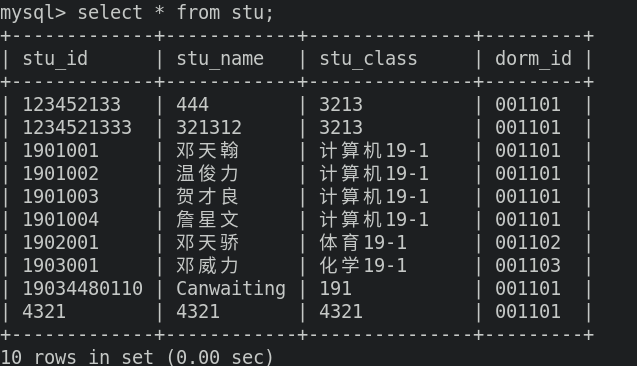 mysql> select * from stu;
+-------------+------------+---------------+---------+
| stu_id      | stu_name   | stu_class     | dorm_id |
+-------------+------------+---------------+---------+
| 123452133   | 444        | 3213          | 001101  |
| 1234521333  | 321312     | 3213          | 001101  |
| 1901001     | 邓天翰     | 计算机19-1    | 001101  |
| 1901002     | 温俊力     | 计算机19-1    | 001101  |
| 1901003     | 贺才良     | 计算机19-1    | 001101  |
| 1901004     | 詹星文     | 计算机19-1    | 001101  |
| 1902001     | 邓天骄     | 体育19-1      | 001102  |
| 1903001     | 邓威力     | 化学19-1      | 001103  |
| 19034480110 | Canwaiting | 191           | 001101  |
| 4321        | 4321       | 4321          | 001101  |
+-------------+------------+---------------+---------+
10 rows in set (0.00 sec)